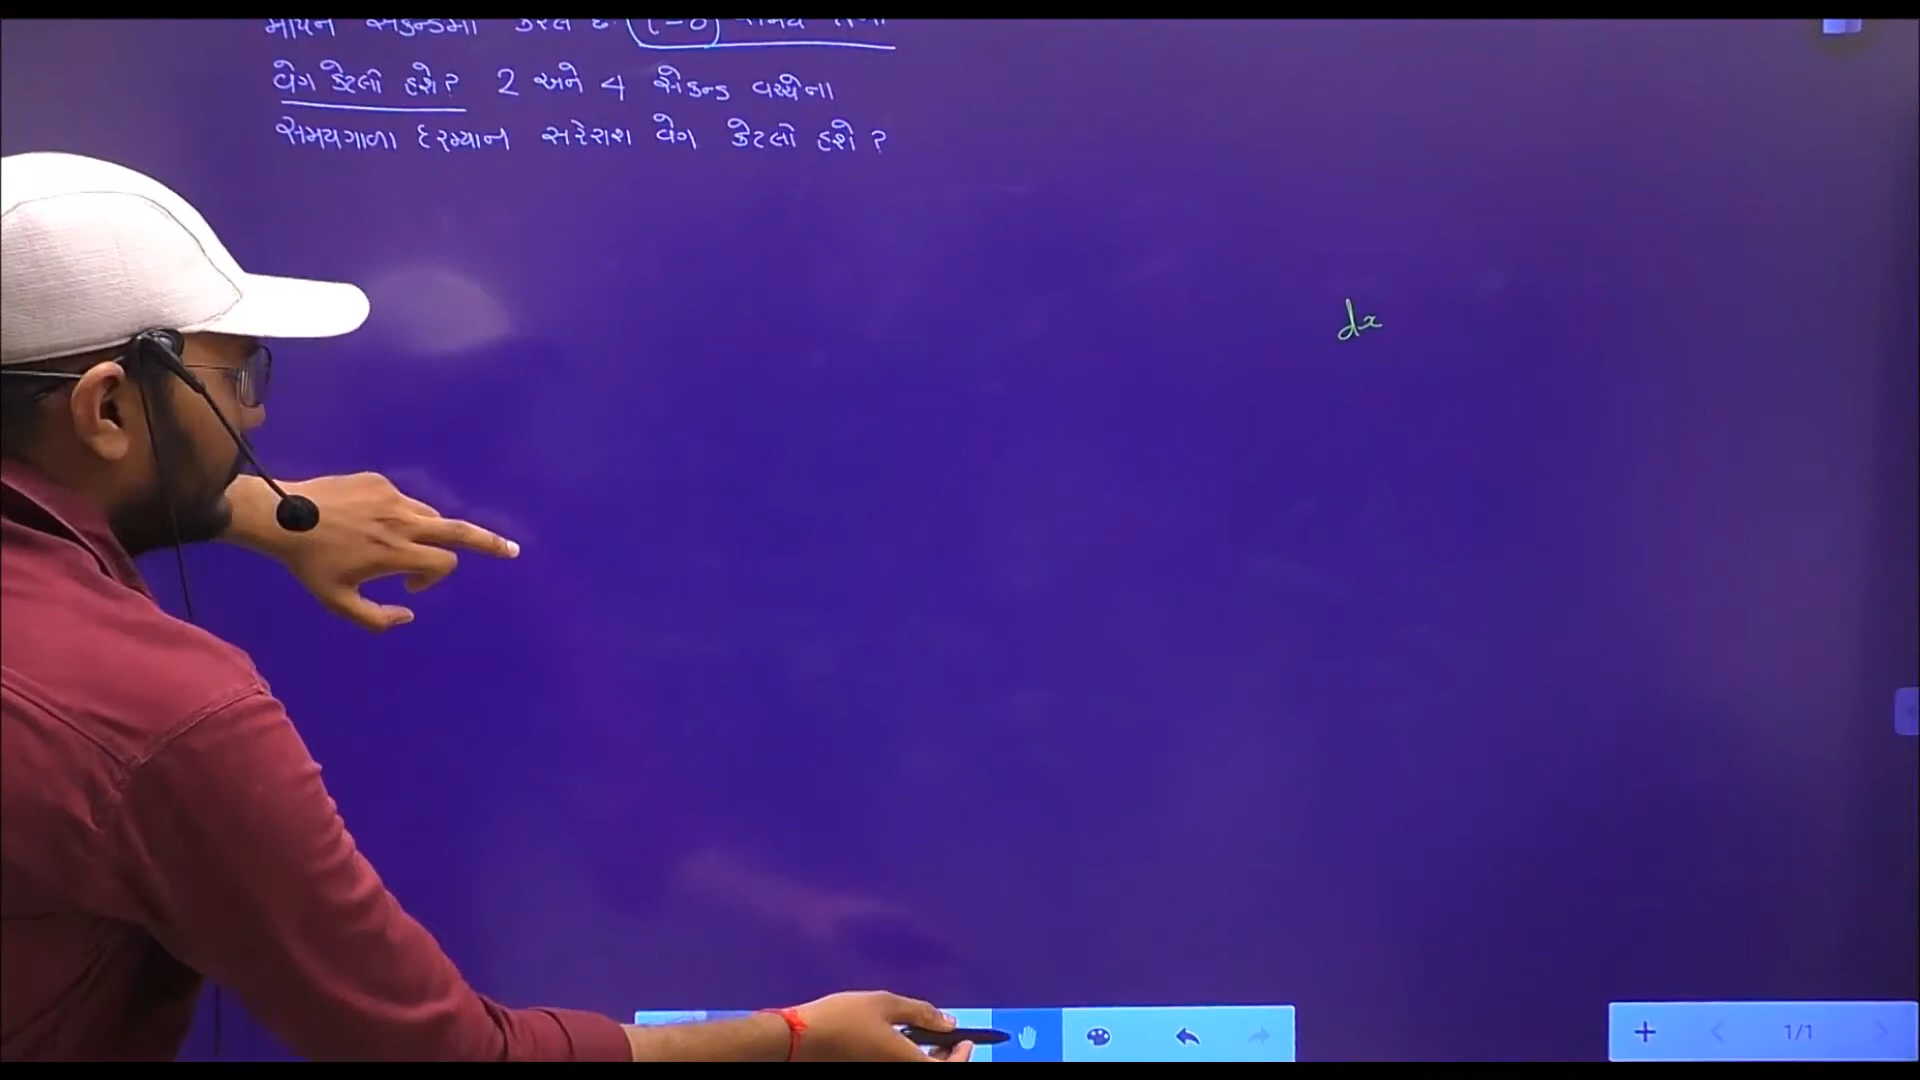 વેગ કેટલો હશે? 2 અને 4 સેકન્ડ વચ્ચેના
સમયગાળા દરમ્યાન સરેરાશ વેગ કેટલો હશે ?
dx
1/1